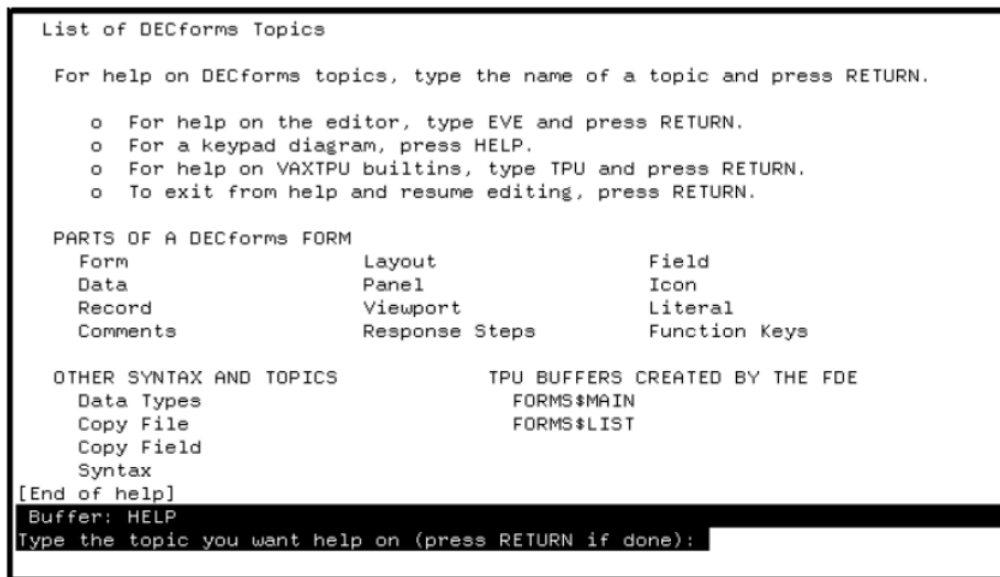 List of DECforms Topics
For help on DECforms topics, type the name of a topic and press RETURN.
o For help on the editor, type EVE and press RETURN.
o For a keypad diagram, press HELP.
o For help on VAXTPU builtins, type TPU and press RETURN.
o To exit from help and resume editing, press RETURN.
PARTS OF A DECforms FORM
Form Layout Field
Data Panel Icon
Record Viewport Literal
Comments Response Steps Function Keys
OTHER SYNTAX AND TOPICS TPU BUFFERS CREATED BY THE FDE
Data Types FORMS$MAIN
Copy File FORMS$LIST
Copy Field
Syntax
[End of help]
Buffer: HELP
Type the topic you want help on (press RETURN if done):